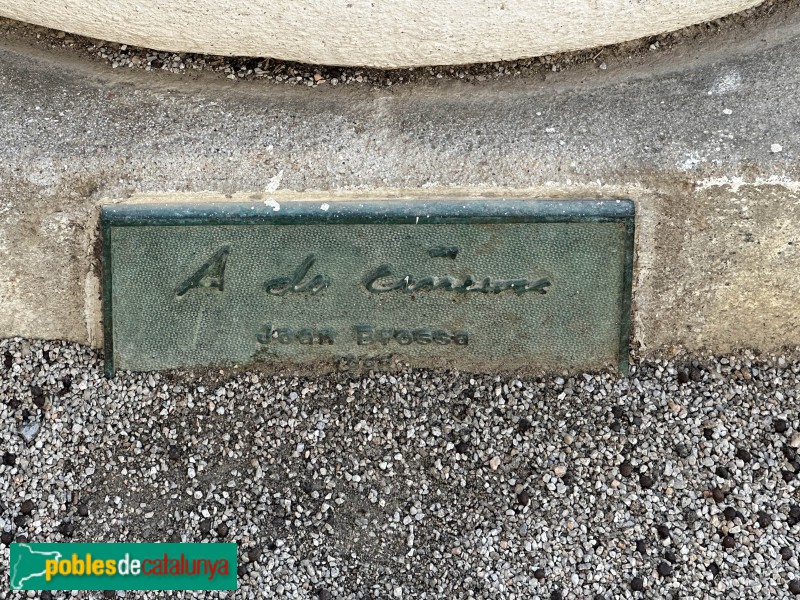 A de cinema
Joan Brossa
poblesdecatalunya